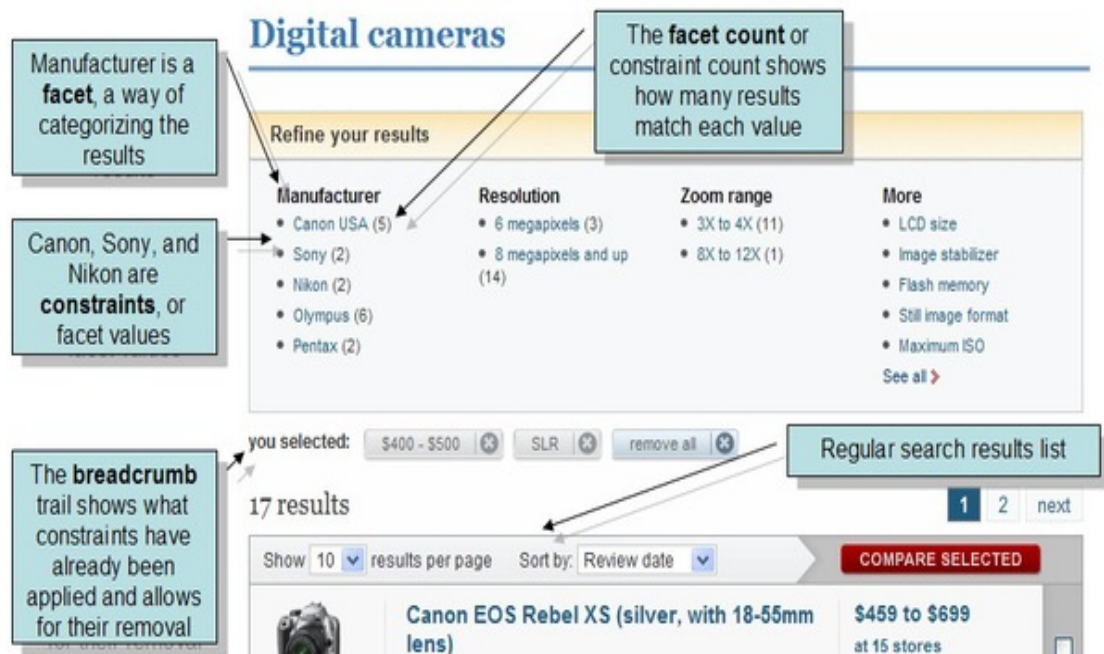 Digital cameras
Manufacturer is a
facet, a way of
categorizing the
results
The facet count or
constraint count shows
how many results
match each value
Refine your results
Manufacturer
Canon USA (5)
Sony (2)
Nikon (2)
Olympus (6)
Pentax (2)
Resolution
6 megapixels (3)
8 megapixels and up
(14)
Zoom range
3X to 4X (11)
8X to 12X (1)
More
LCD size
Image stabilizer
Flash memory
Still image format
Maximum ISO
See all
Canon, Sony, and
Nikon are
constraints, or
facet values
you selected: $400 - $500 SLR remove all
Regular search results list
The breadcrumb
trail shows what
constraints have
already been
applied and allows
for their removal
17 results
1 2 next
Show 10 results per page Sort by: Review date COMPARE SELECTED
Canon EOS Rebel XS (silver, with 18-55mm
lens)
$459 to $699
at 15 stores